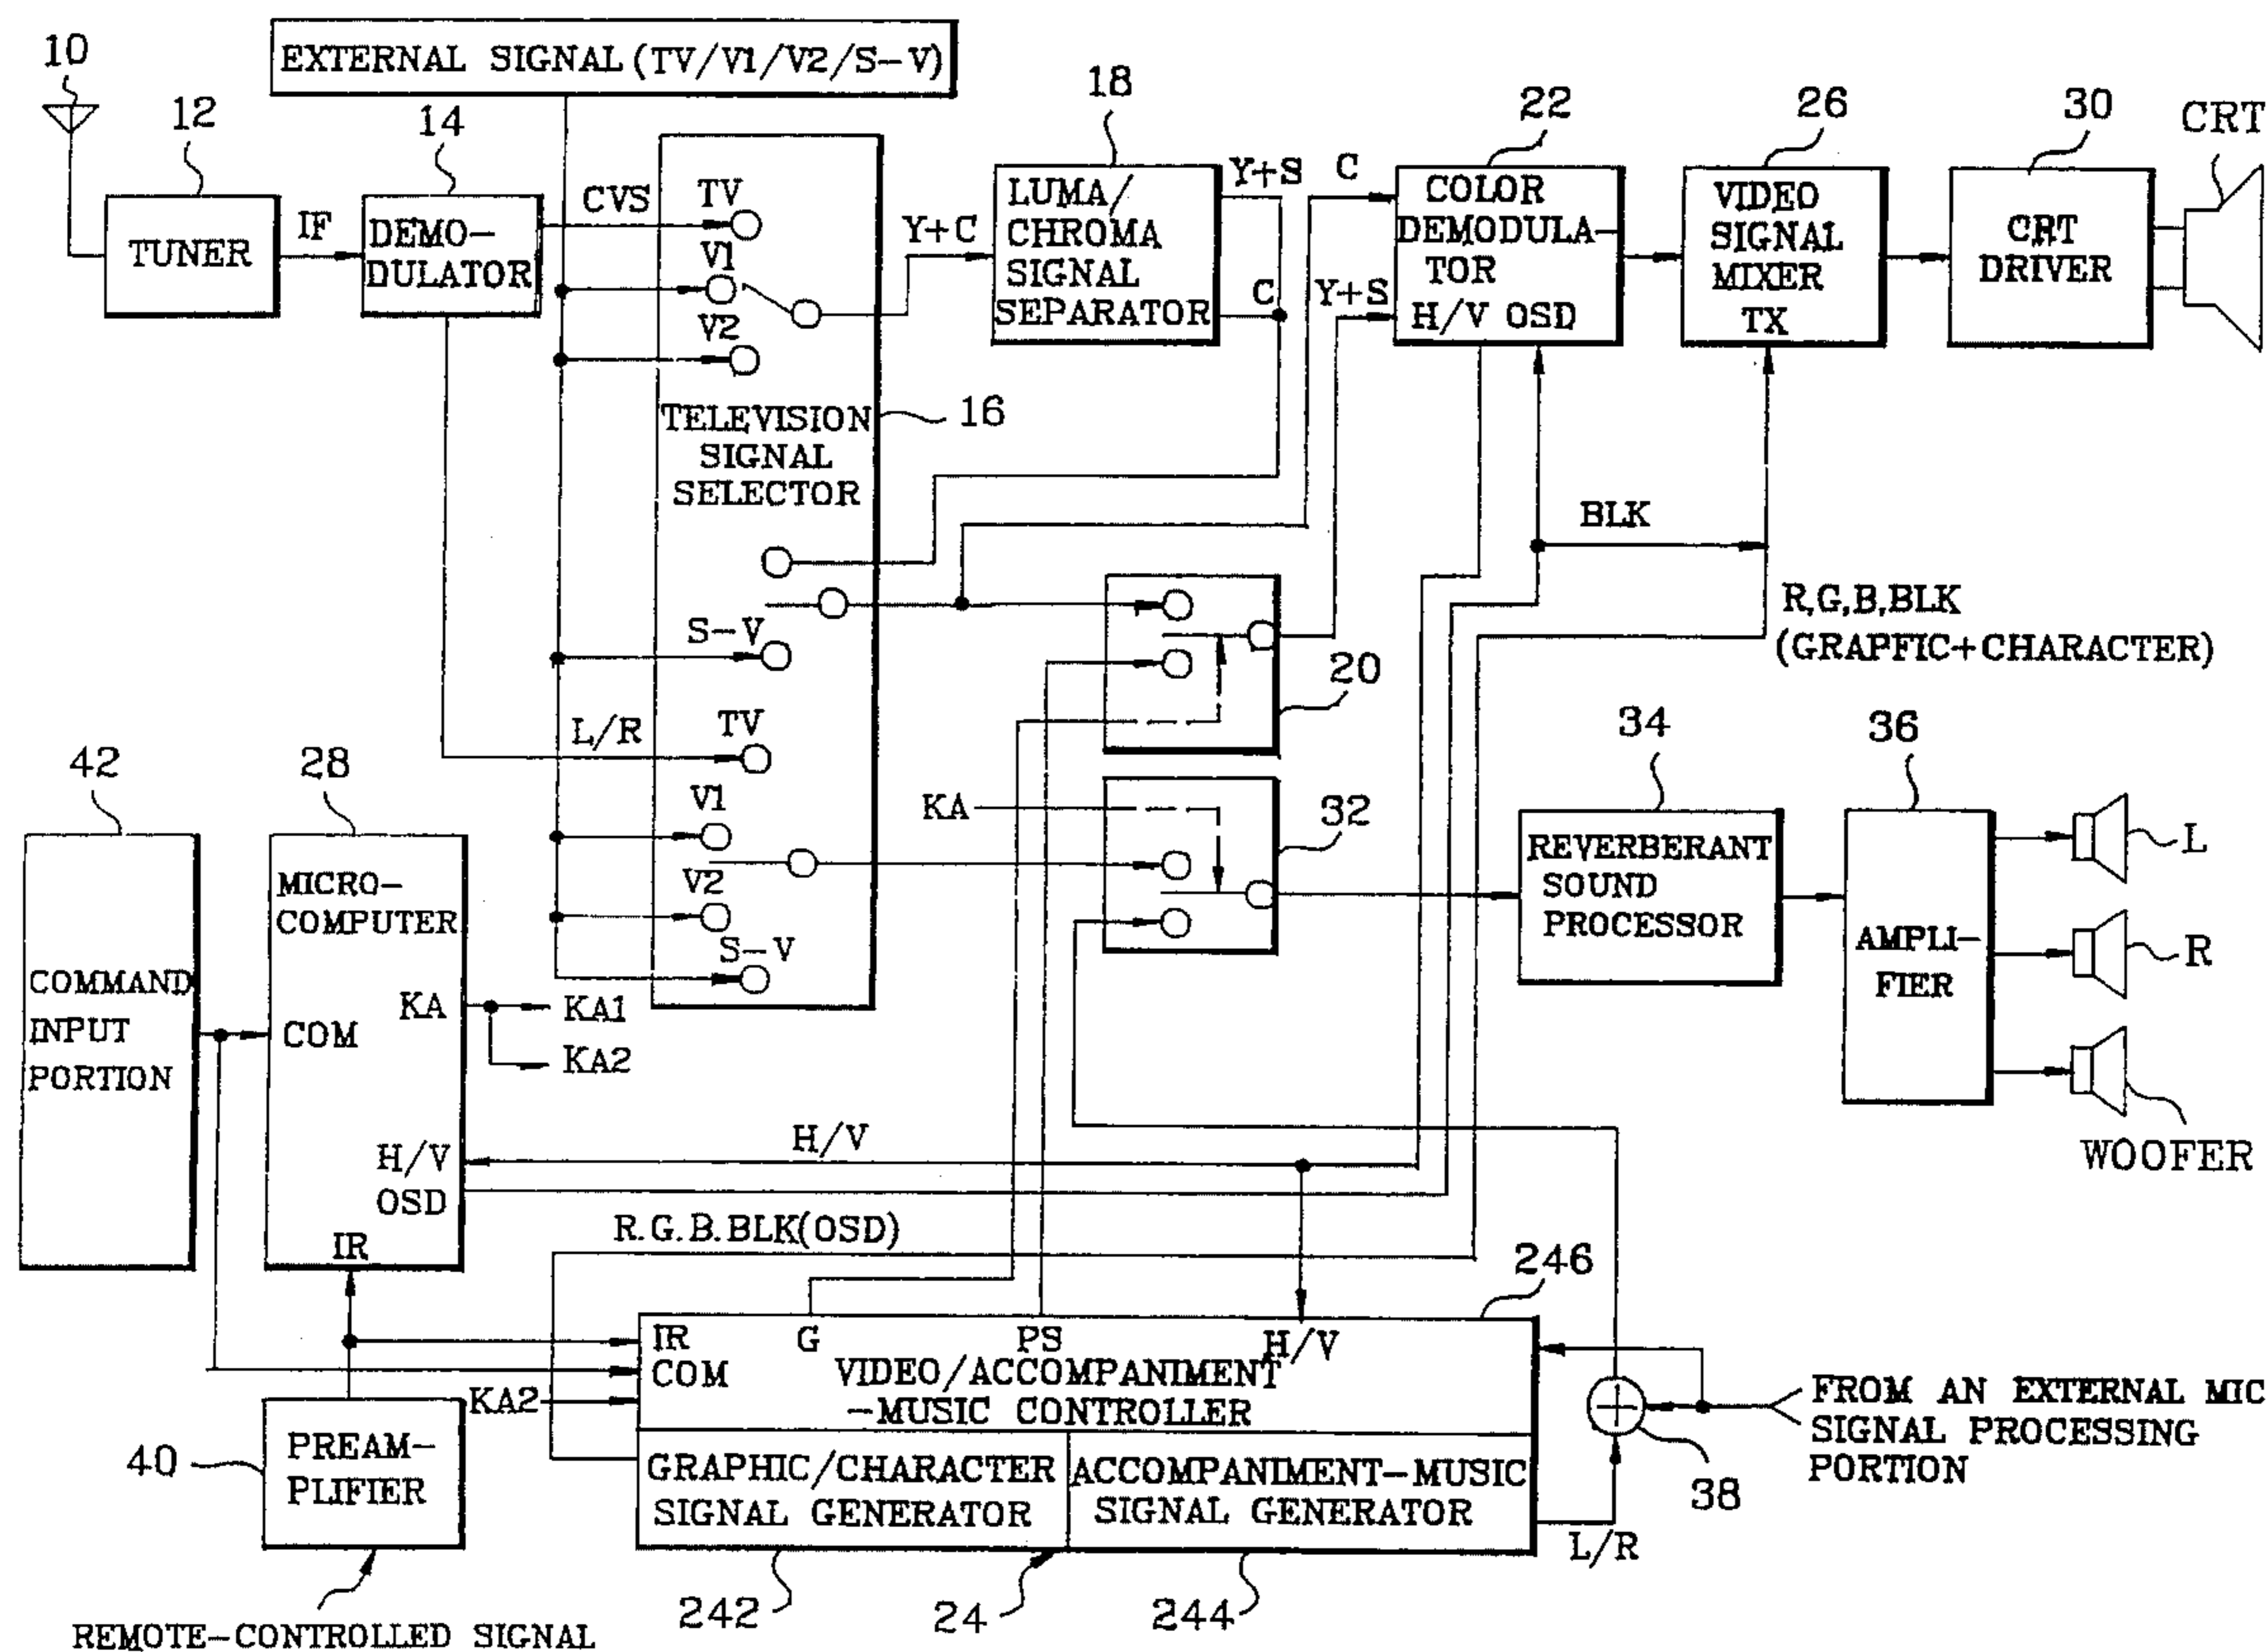 10
EXTERNAL SIGNAL (TV/V1/V2/S-V)
12
14
18
22
26
30
CRT
TUNER
IF
DEMO-
DULATOR
CVS
TV
V1
V2
Y+C
LUMA/
CHROMA
SIGNAL
SEPARATOR
Y+S
C
C
Y+S
COLOR
DEMODULA-
TOR
H/V OSD
VIDEO
SIGNAL
MIXER
TX
CRT
DRIVER
TELEVISION
SIGNAL
SELECTOR
16
BLK
R,G,B,BLK
(GRAPFIC+CHARACTER)
S-V
20
L/R
TV
V1
V2
S-V
KA
32
34
36
REVERBERANT
SOUND
PROCESSOR
AMPLI-
FIER
L
R
WOOFER
42
28
COMMAND
INPUT
PORTION
MICRO-
COMPUTER
COM
KA
KA1
KA2
H/V
OSD
IR
H/V
R.G.B.BLK(OSD)
246
IR
COM
KA2
G
PS
H/V
VIDEO/ACCOMPANIMENT
-MUSIC CONTROLLER
GRAPHIC/CHARACTER
SIGNAL GENERATOR
ACCOMPANIMENT-MUSIC
SIGNAL GENERATOR
40
PREAM-
PLIFIER
38
L/R
FROM AN EXTERNAL MIC
SIGNAL PROCESSING
PORTION
242
24
244
REMOTE-CONTROLLED SIGNAL